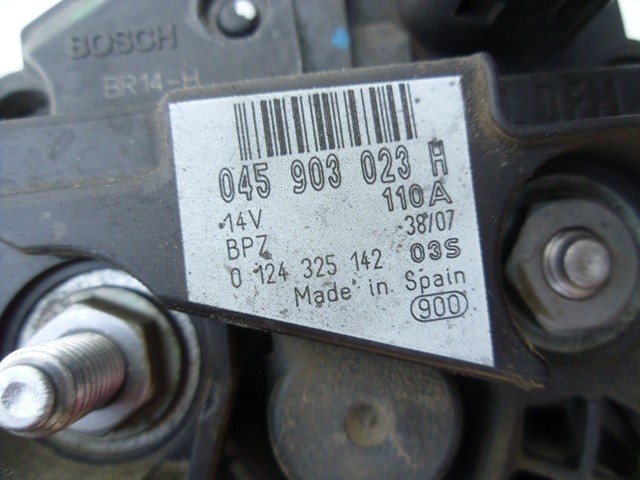 BOSCH
BR14-H
DFM
045 903 023 H
110A
14V 38/07
BPZ 03S
0 124 325 142
Made in Spain
900